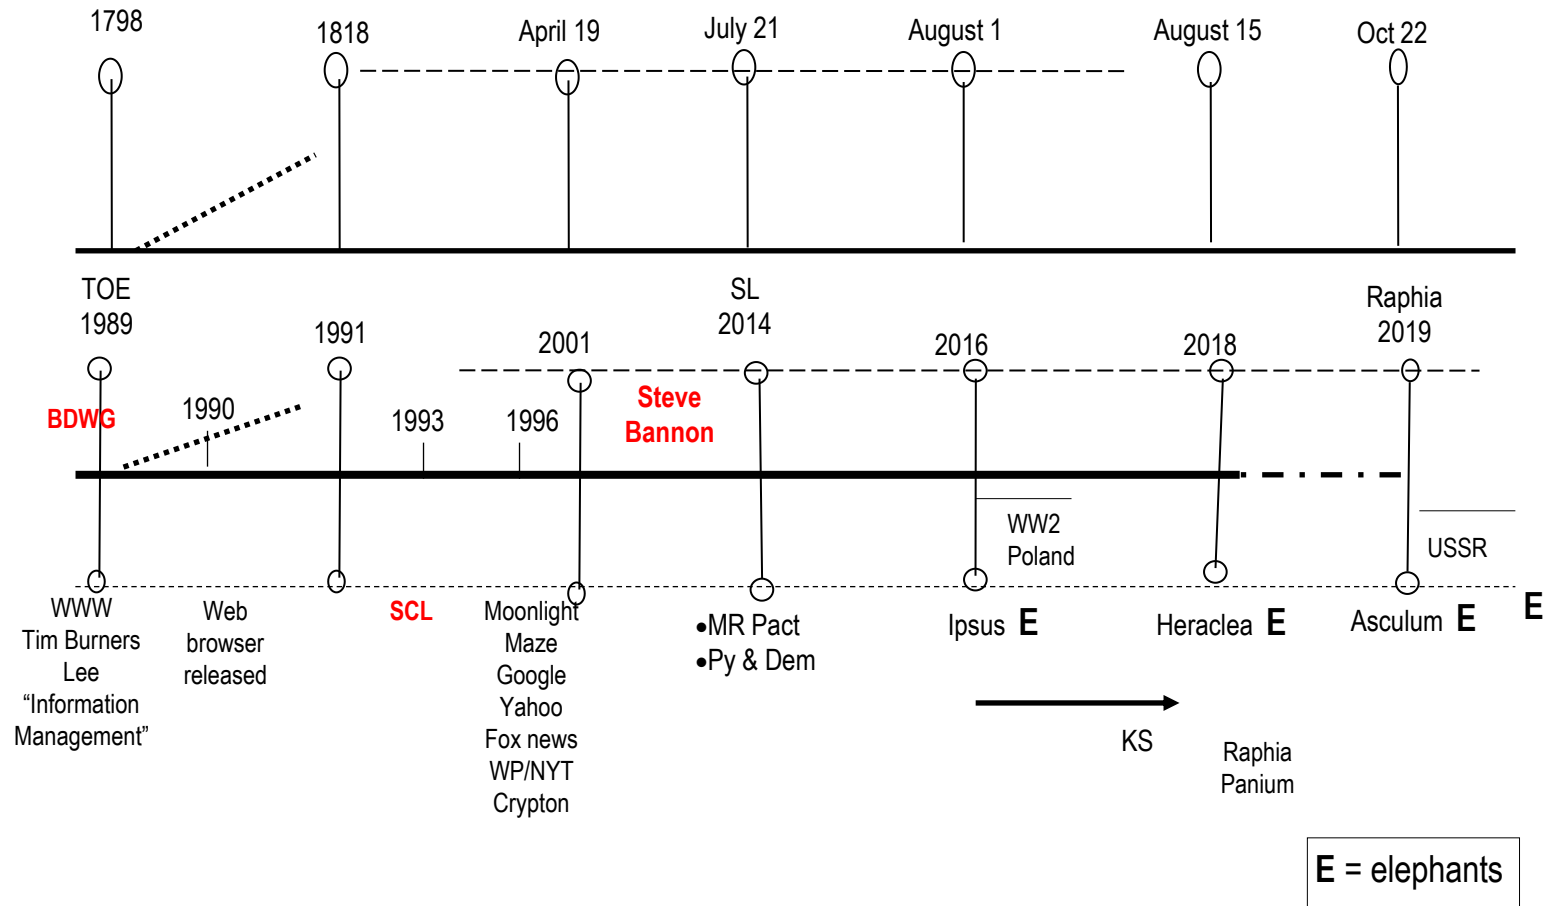 1798
1818
April 19
July 21
August 1
August 15
Oct 22
TOE
1989
1991
2001
SL
2014
2016
2018
Raphia
2019
BDWG
1990
1993
1996
Steve
Bannon
WW2
Poland
USSR
WWW
Tim Burners
Lee
“Information
Management”
Web
browser
released
SCL
Moonlight
Maze
Google
Yahoo
Fox news
WP/NYT
Crypton
•MR Pact
•Py & Dem
Ipsus E
Heraclea E
Asculum E
E
KS
Raphia
Panium
E = elephants